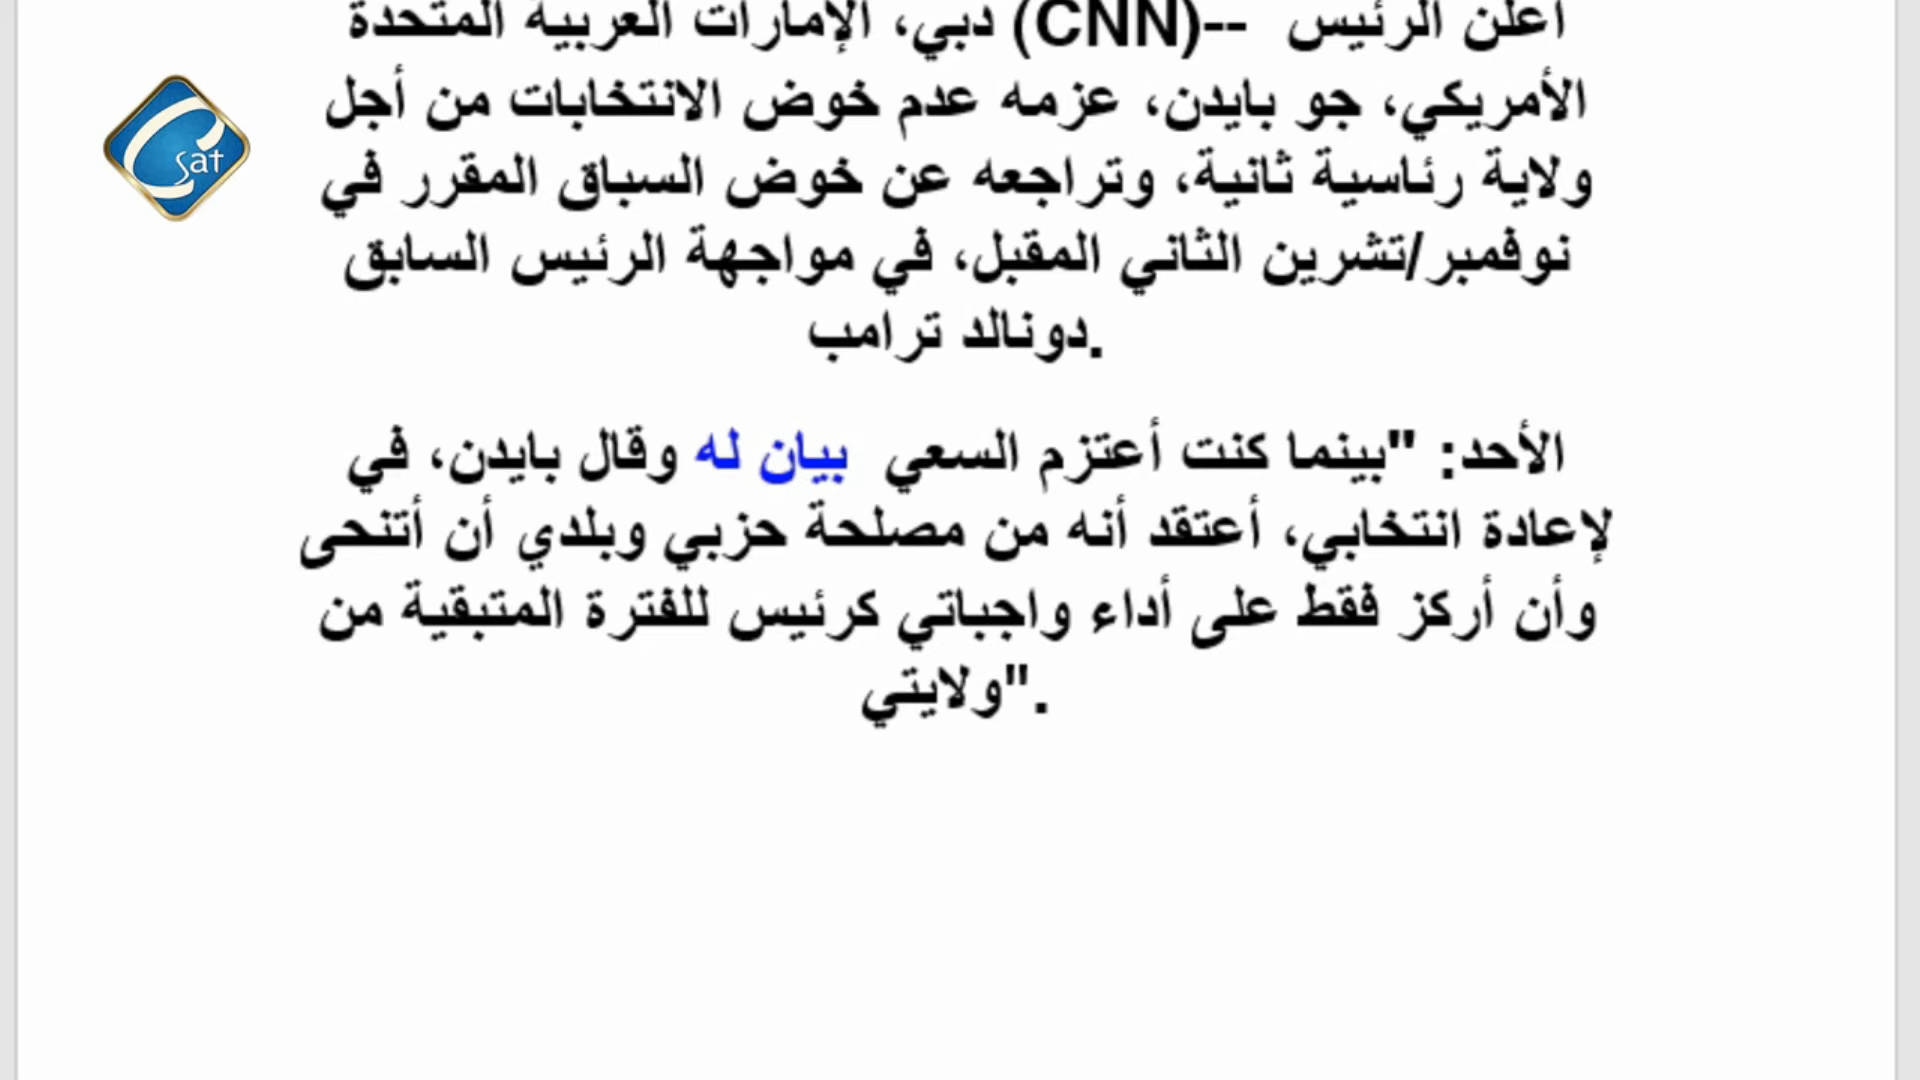 دبي، الإمارات العربية المتحدة (CNN)-- أعلن الرئيس
الأمريكي، جو بايدن، عزمه عدم خوض الانتخابات من أجل
ولاية رئاسية ثانية، وتراجعه عن خوض السباق المقرر في
نوفمبر/تشرين الثاني المقبل، في مواجهة الرئيس السابق
دونالد ترامب.
وقال بايدن، في بيان له الأحد: "بينما كنت أعتزم السعي
لإعادة انتخابي، أعتقد أنه من مصلحة حزبي وبلدي أن أتنحى
وأن أركز فقط على أداء واجباتي كرئيس للفترة المتبقية من
ولايتي".
Csat